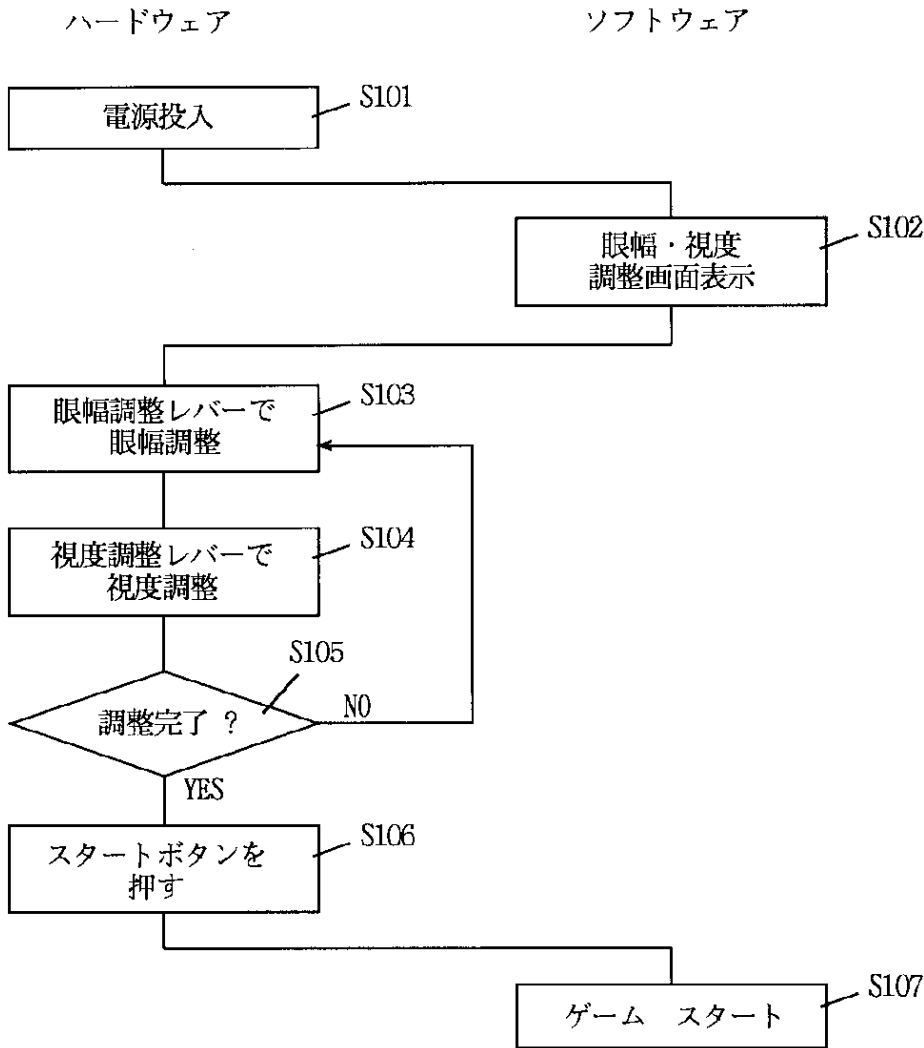 ハードウェア
ソフトウェア
電源投入
S101
眼幅・視度
調整画面表示
S102
眼幅調整レバーで
眼幅調整
S103
視度調整レバーで
視度調整
S104
S105
調整完了 ?
NO
YES
スタートボタンを
押す
S106
ゲーム スタート
S107